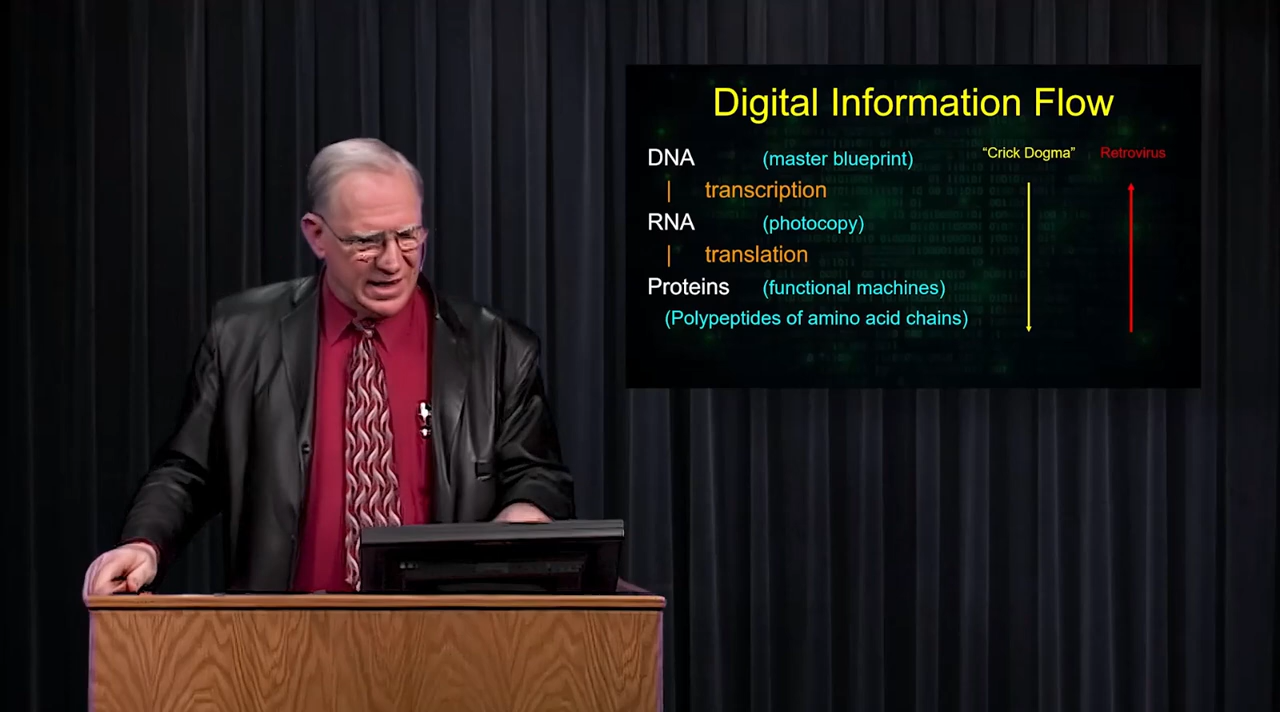 Digital Information Flow
DNA (master blueprint) “Crick Dogma” Retrovirus
| transcription
RNA (photocopy)
| translation
Proteins (functional machines)
(Polypeptides of amino acid chains)